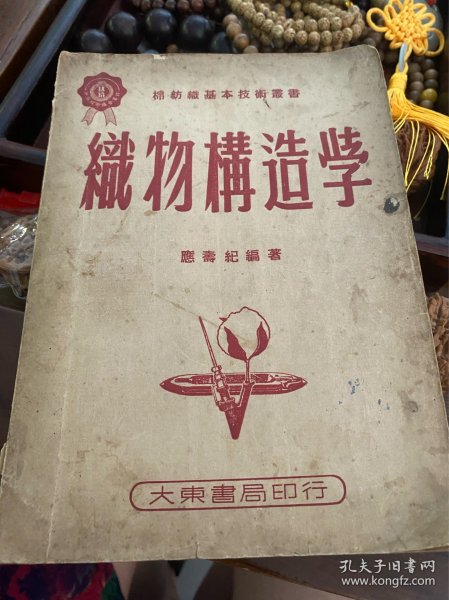 棉紡織基本技術叢書
織物構造学
應壽紀編著
大東書局印行
孔夫子旧书网
www.kongfz.com